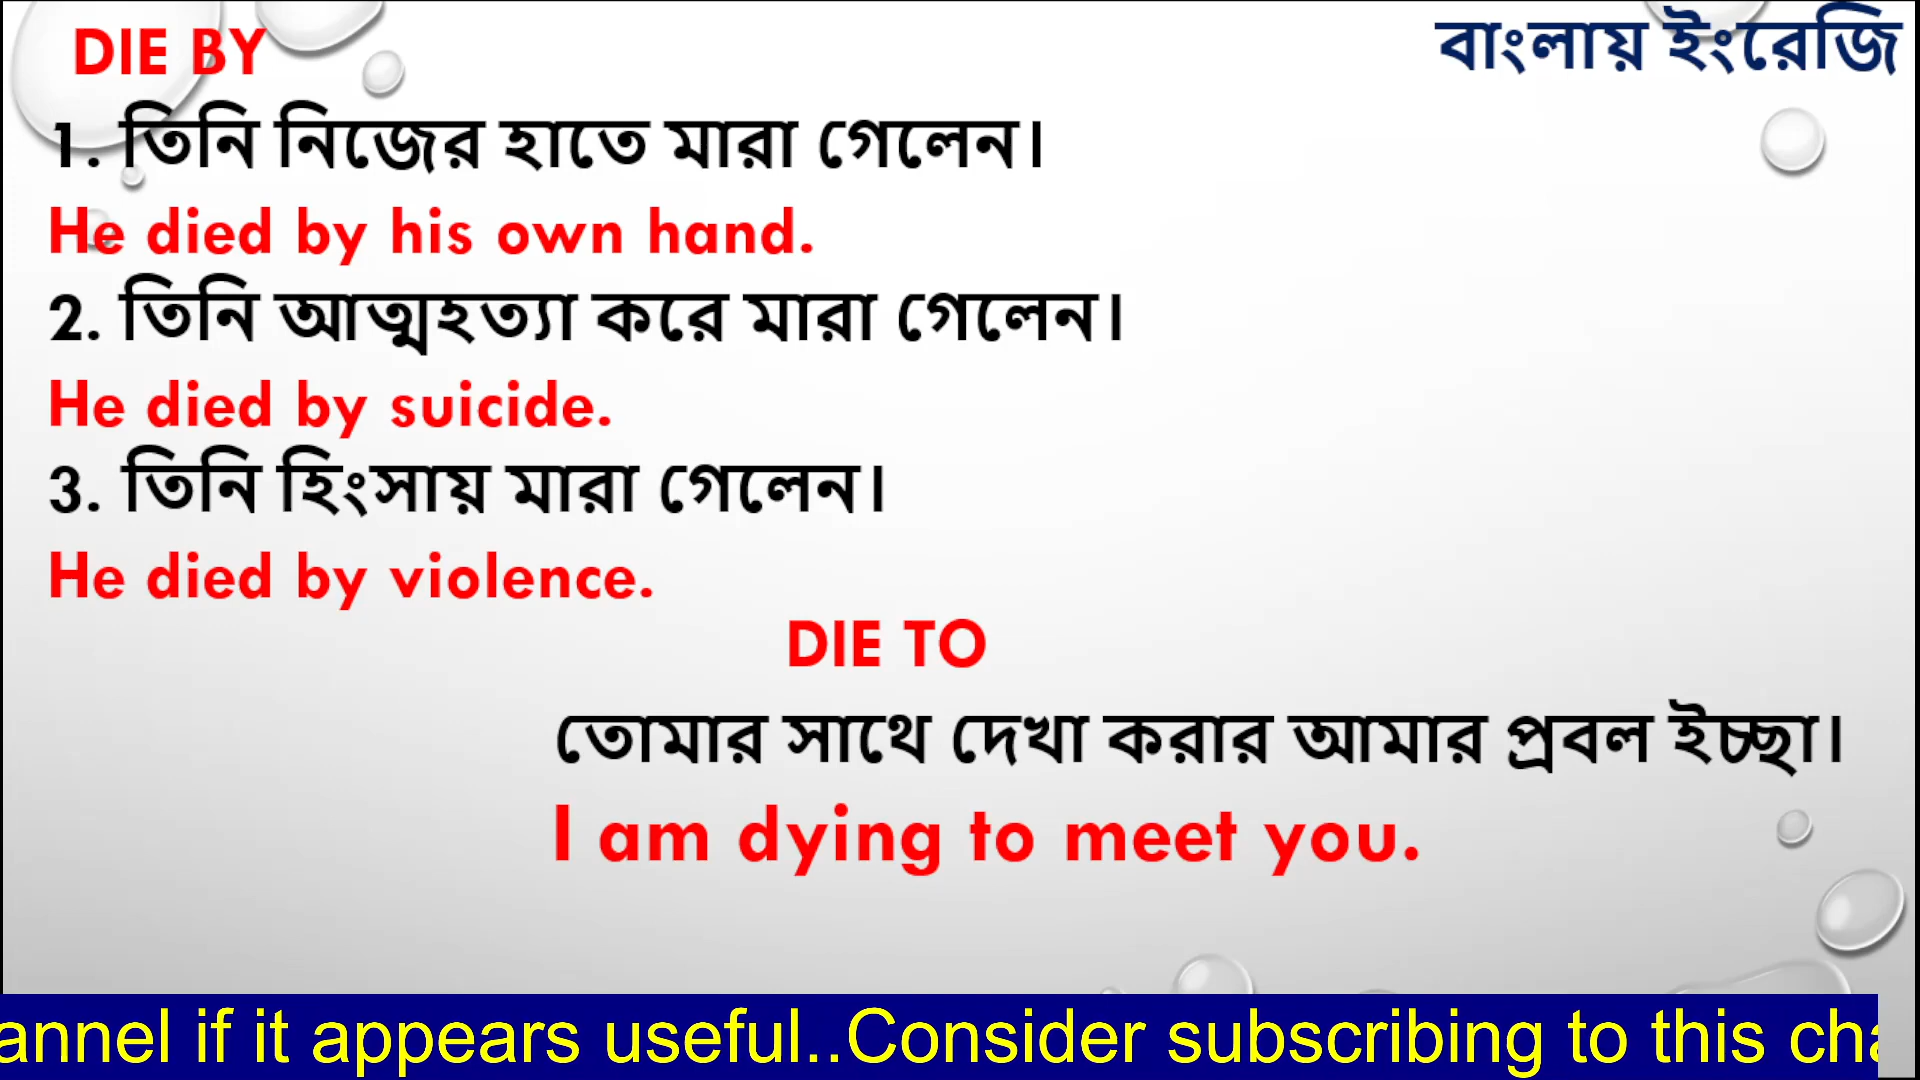 DIE BY
বাংলায় ইংরেজি
1. তিনি নিজের হাতে মারা গেলেন।
He died by his own hand.
2. তিনি আত্মহত্যা করে মারা গেলেন।
He died by suicide.
3. তিনি হিংসায় মারা গেলেন।
He died by violence.
DIE TO
তোমার সাথে দেখা করার আমার প্রবল ইচ্ছা।
I am dying to meet you.
annel if it appears useful..Consider subscribing to this cha